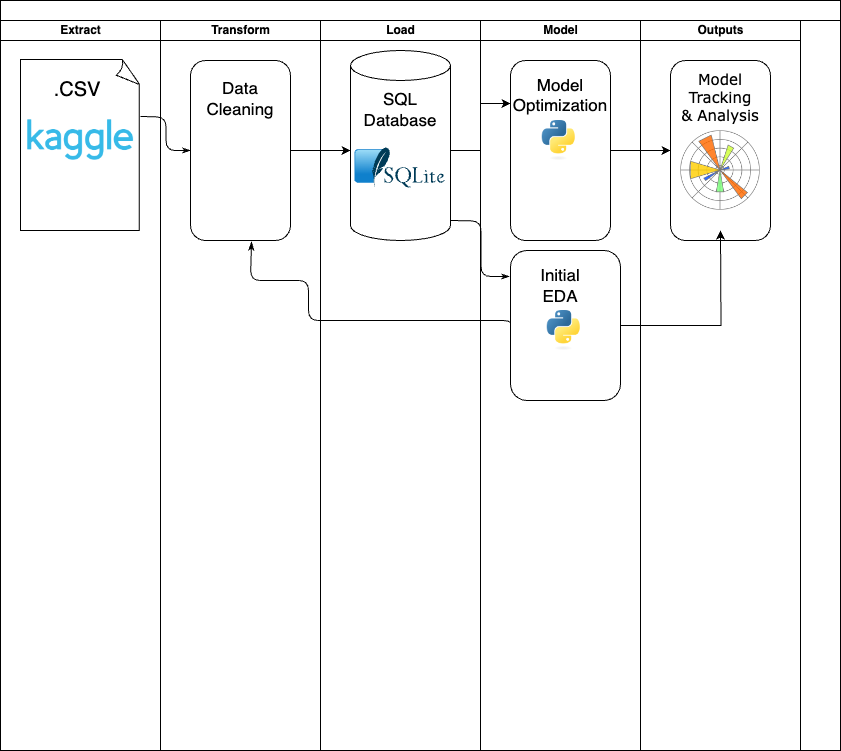 Extract
Transform
Load
Model
Outputs
.CSV
kaggle
Data
Cleaning
SQL
Database
SQLite
Model
Optimization
Model
Tracking
& Analysis
Initial
EDA